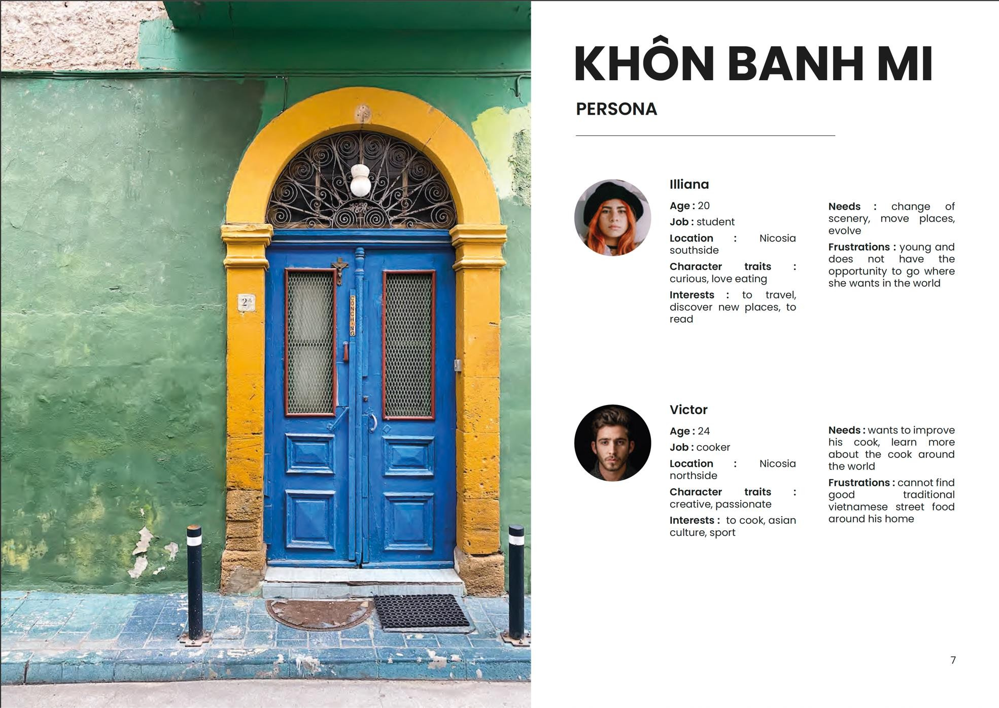 KHÔN BANH MI
PERSONA
Illiana
Age : 20
Job : student
Location : Nicosia
southside
Character traits :
curious, love eating
Interests : to travel,
discover new places, to
read
Needs : change of
scenery, move places,
evolve
Frustrations : young and
does not have the
opportunity to go where
she wants in the world
Victor
Age : 24
Job : cooker
Location : Nicosia
northside
Character traits :
creative, passionate
Interests : to cook, asian
culture, sport
Needs : wants to improve
his cook, learn more
about the cook around
the world
Frustrations : cannot find
good traditional
vietnamese street food
around his home
7
2A